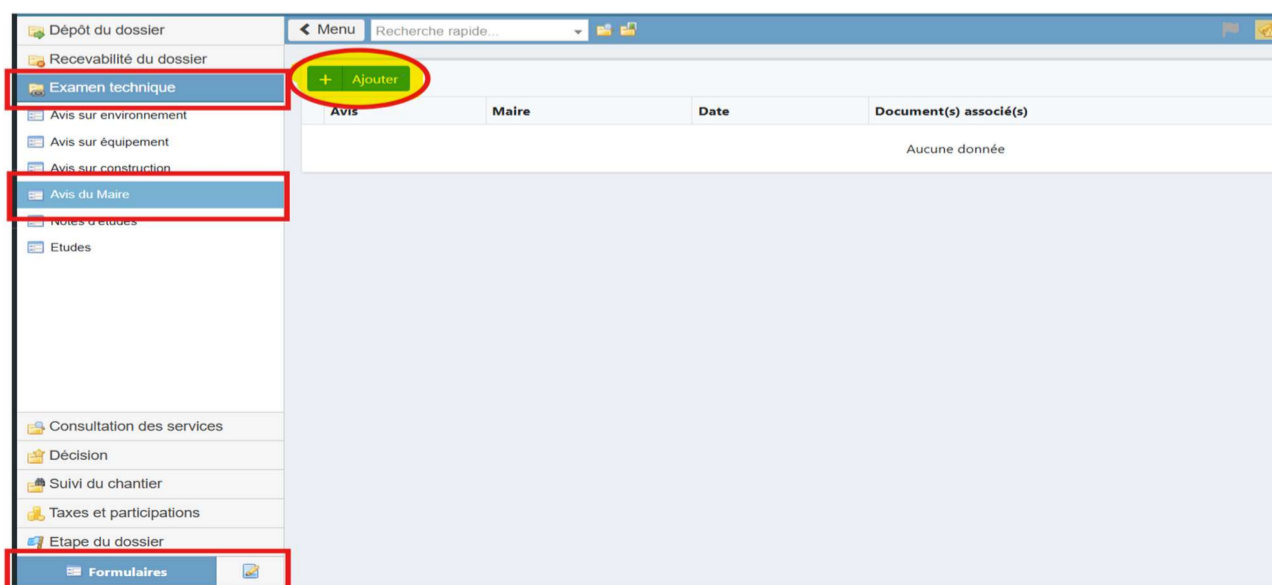 Dépôt du dossier
Recevabilité du dossier
Examen technique
Avis sur environnement
Avis sur équipement
Avis sur construction
Avis du Maire
Notes d'études
Etudes
Consultation des services
Décision
Suivi du chantier
Taxes et participations
Etape du dossier
Formulaires
Menu
Recherche rapide...
+ Ajouter
Avis Maire Date Document(s) associé(s)
Aucune donnée